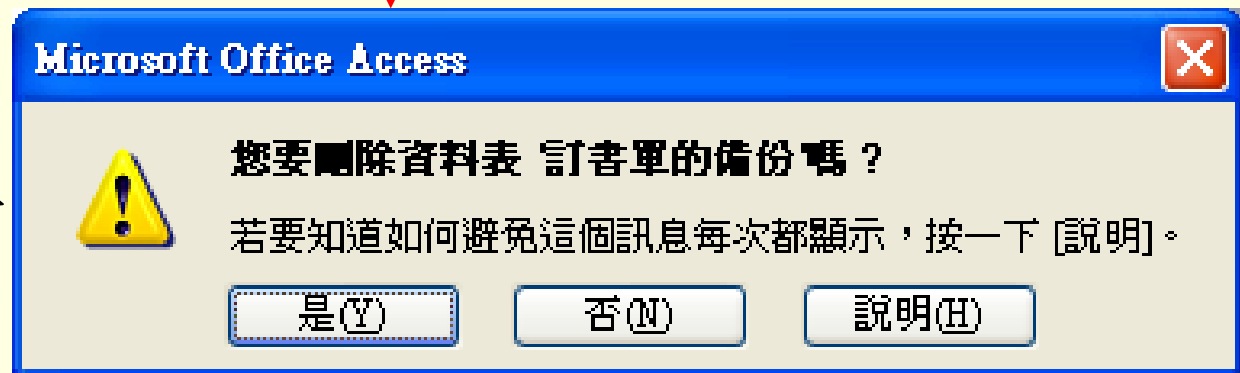 Microsoft Office Access
您要刪除資料表 '訂書單的備份'嗎？
若要知道如何避免這個訊息每次都顯示，按一下 [說明]。
是(Y)
否(N)
說明(H)